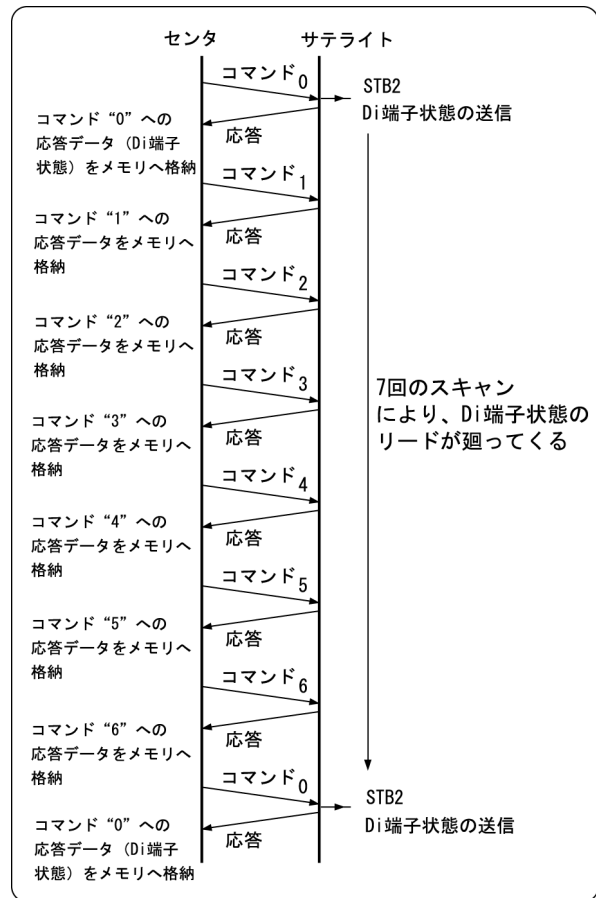 センタ
サテライト
コマンド0
STB2
Di端子状態の送信
コマンド“0”への
応答データ（Di端子
状態）をメモリへ格納
応答
コマンド1
コマンド“1”への
応答データをメモリへ
格納
応答
コマンド2
コマンド“2”への
応答データをメモリへ
格納
応答
コマンド3
7回のスキャン
により、Di端子状態の
リードが廻ってくる
コマンド“3”への
応答データをメモリへ
格納
応答
コマンド4
コマンド“4”への
応答データをメモリへ
格納
応答
コマンド5
コマンド“5”への
応答データをメモリへ
格納
応答
コマンド6
コマンド“6”への
応答データをメモリへ
格納
応答
コマンド0
STB2
Di端子状態の送信
コマンド“0”への
応答データ（Di端子
状態）をメモリへ格納
応答